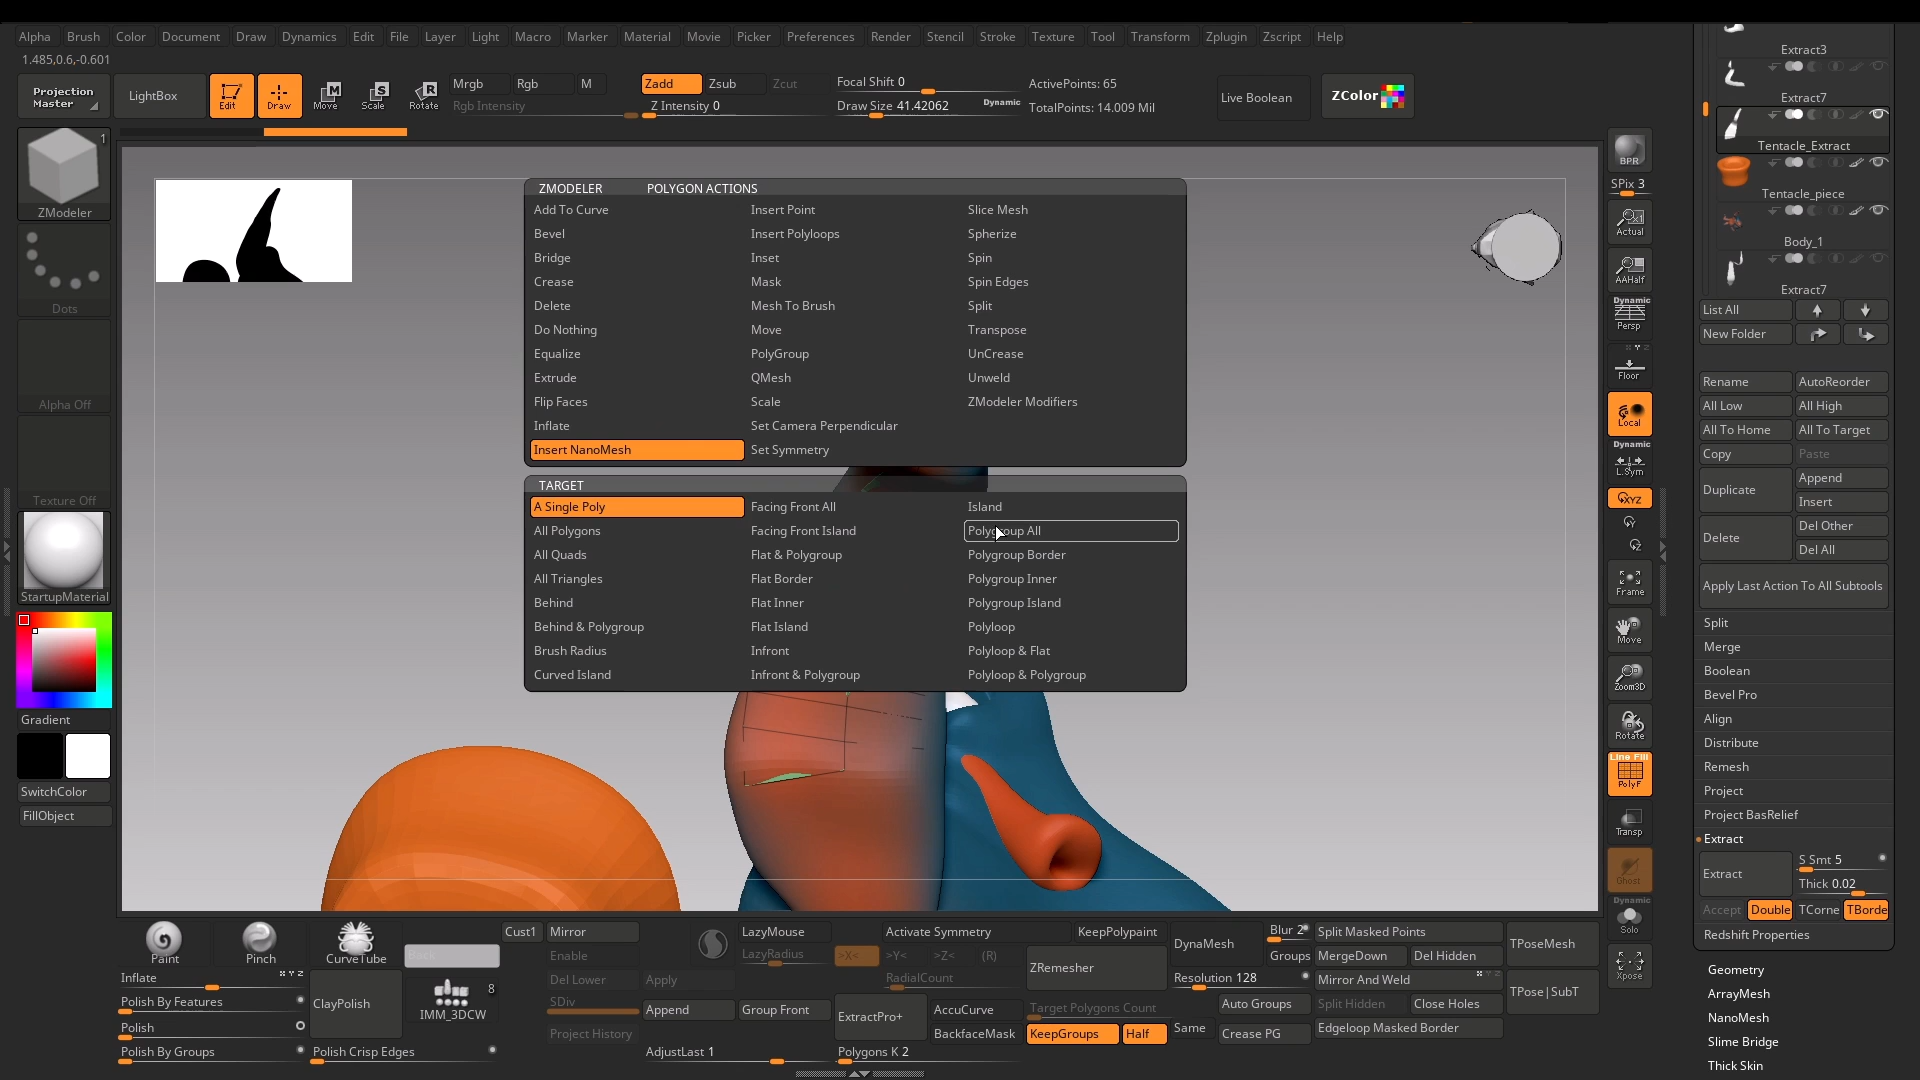 Alpha Brush Color Document Draw Dynamics Edit File Layer Light Macro Marker Material Movie Picker Preferences Render Stencil Stroke Texture Tool Transform Zplugin Zscript Help
1.485,0.6,-0.601
Projection Master
LightBox
Edit
Draw
Move
Scale
Rotate
Mrgb Rgb M
Rgb Intensity
Zadd Zsub Zcut
Z Intensity 0
Focal Shift 0
Draw Size 41.42062
Dynamic
ActivePoints: 65
TotalPoints: 14.009 Mil
Live Boolean
ZColor
1
ZModeler
Dots
Alpha Off
Texture Off
StartupMaterial
Gradient
SwitchColor
FillObject
ZMODELER POLYGON ACTIONS
Add To Curve Insert Point Slice Mesh
Bevel Insert Polyloops Spherize
Bridge Inset Spin
Crease Mask Spin Edges
Delete Mesh To Brush Split
Do Nothing Move Transpose
Equalize PolyGroup UnCrease
Extrude QMesh Unweld
Flip Faces Scale ZModeler Modifiers
Inflate Set Camera Perpendicular
Insert NanoMesh Set Symmetry
TARGET
A Single Poly Facing Front All Island
All Polygons Facing Front Island Polygroup All
All Quads Flat & Polygroup Polygroup Border
All Triangles Flat Border Polygroup Inner
Behind Flat Inner Polygroup Island
Behind & Polygroup Flat Island Polyloop
Brush Radius Infront Polyloop & Flat
Curved Island Infront & Polygroup Polyloop & Polygroup
BPR
SPix 3
Actual
AAHalf
Dynamic
Persp
Floor
Local
Dynamic
L.Sym
XYZ
Y
Z
Frame
Move
Zoom3D
Rotate
Line Fill
PolyF
Transp
Ghost
Dynamic
Solo
Xpose
Extract3
Extract7
Tentacle_Extract
Tentacle_piece
Body_1
Extract7
List All
New Folder
Rename AutoReorder
All Low All High
All To Home All To Target
Copy Paste
Duplicate
Append
Insert
Delete
Del Other
Del All
Apply Last Action To All Subtools
Split
Merge
Boolean
Bevel Pro
Align
Distribute
Remesh
Project
Project BasRelief
Extract
Extract
S Smt 5
Thick 0.02
Accept Double TCorne TBorde
Redshift Properties
Geometry
ArrayMesh
NanoMesh
Slime Bridge
Thick Skin
Paint
Pinch
CurveTube
Inflate
Polish By Features
Polish
Polish By Groups
ClayPolish
8
IMM_3DCW
Polish Crisp Edges
Cust1
Mirror
Enable
Del Lower
SDiv
Project History
Apply
Append
AdjustLast 1
LazyMouse
LazyRadius
Group Front
Activate Symmetry
>X< >Y< >Z< (R)
RadialCount
ExtractPro+
Polygons K 2
AccuCurve
BackfaceMask
KeepPolypaint
ZRemesher
Target Polygons Count
KeepGroups Half
Same
DynaMesh
Resolution 128
Blur 2
Groups
Auto Groups
Crease PG
Split Masked Points
MergeDown Del Hidden
Mirror And Weld
Split Hidden Close Holes
Edgeloop Masked Border
TPoseMesh
TPose|SubT